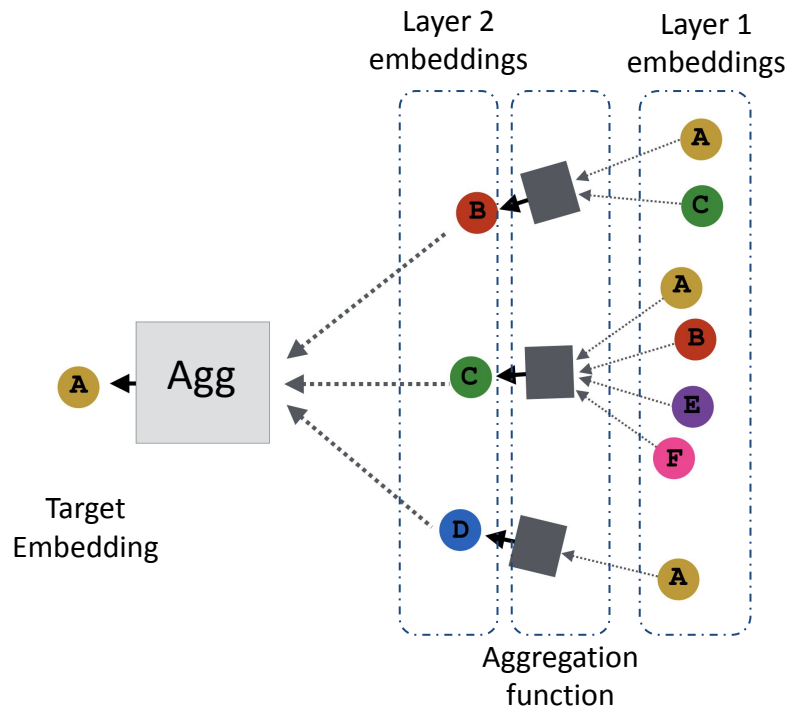 Layer 2
embeddings
Layer 1
embeddings
A
C
B
A
B
Agg
A
C
E
F
Target
Embedding
D
A
Aggregation
function